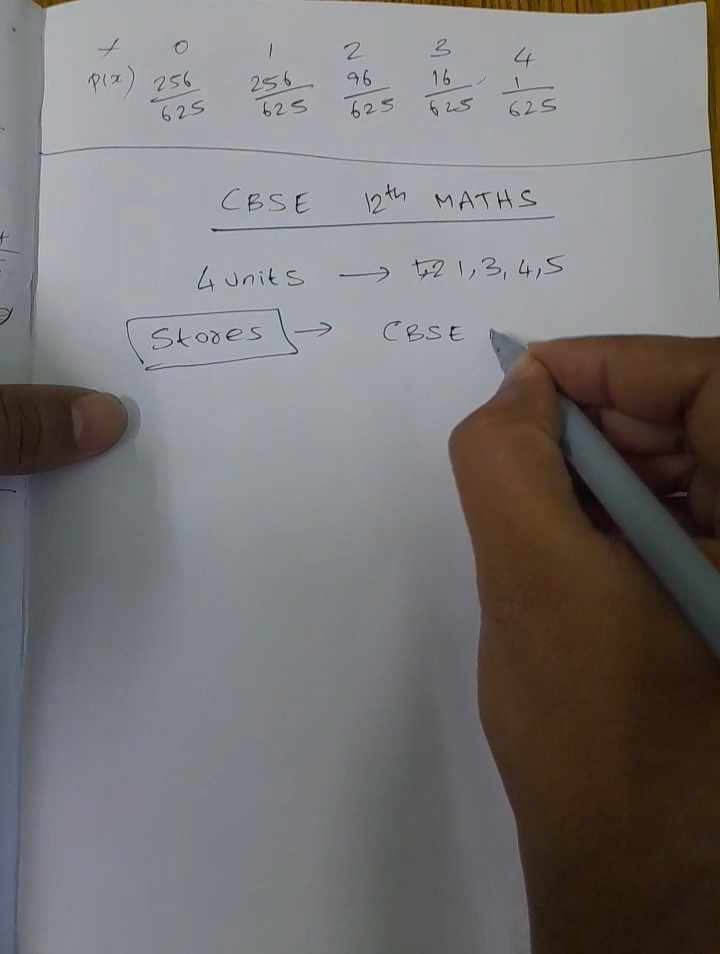 x 0 1 2 3 4
P(x) 256/625 256/625 96/625 16/625 1/625
CBSE 12th MATHS
4 units → 1, 3, 4, 5
Stores → CBSE